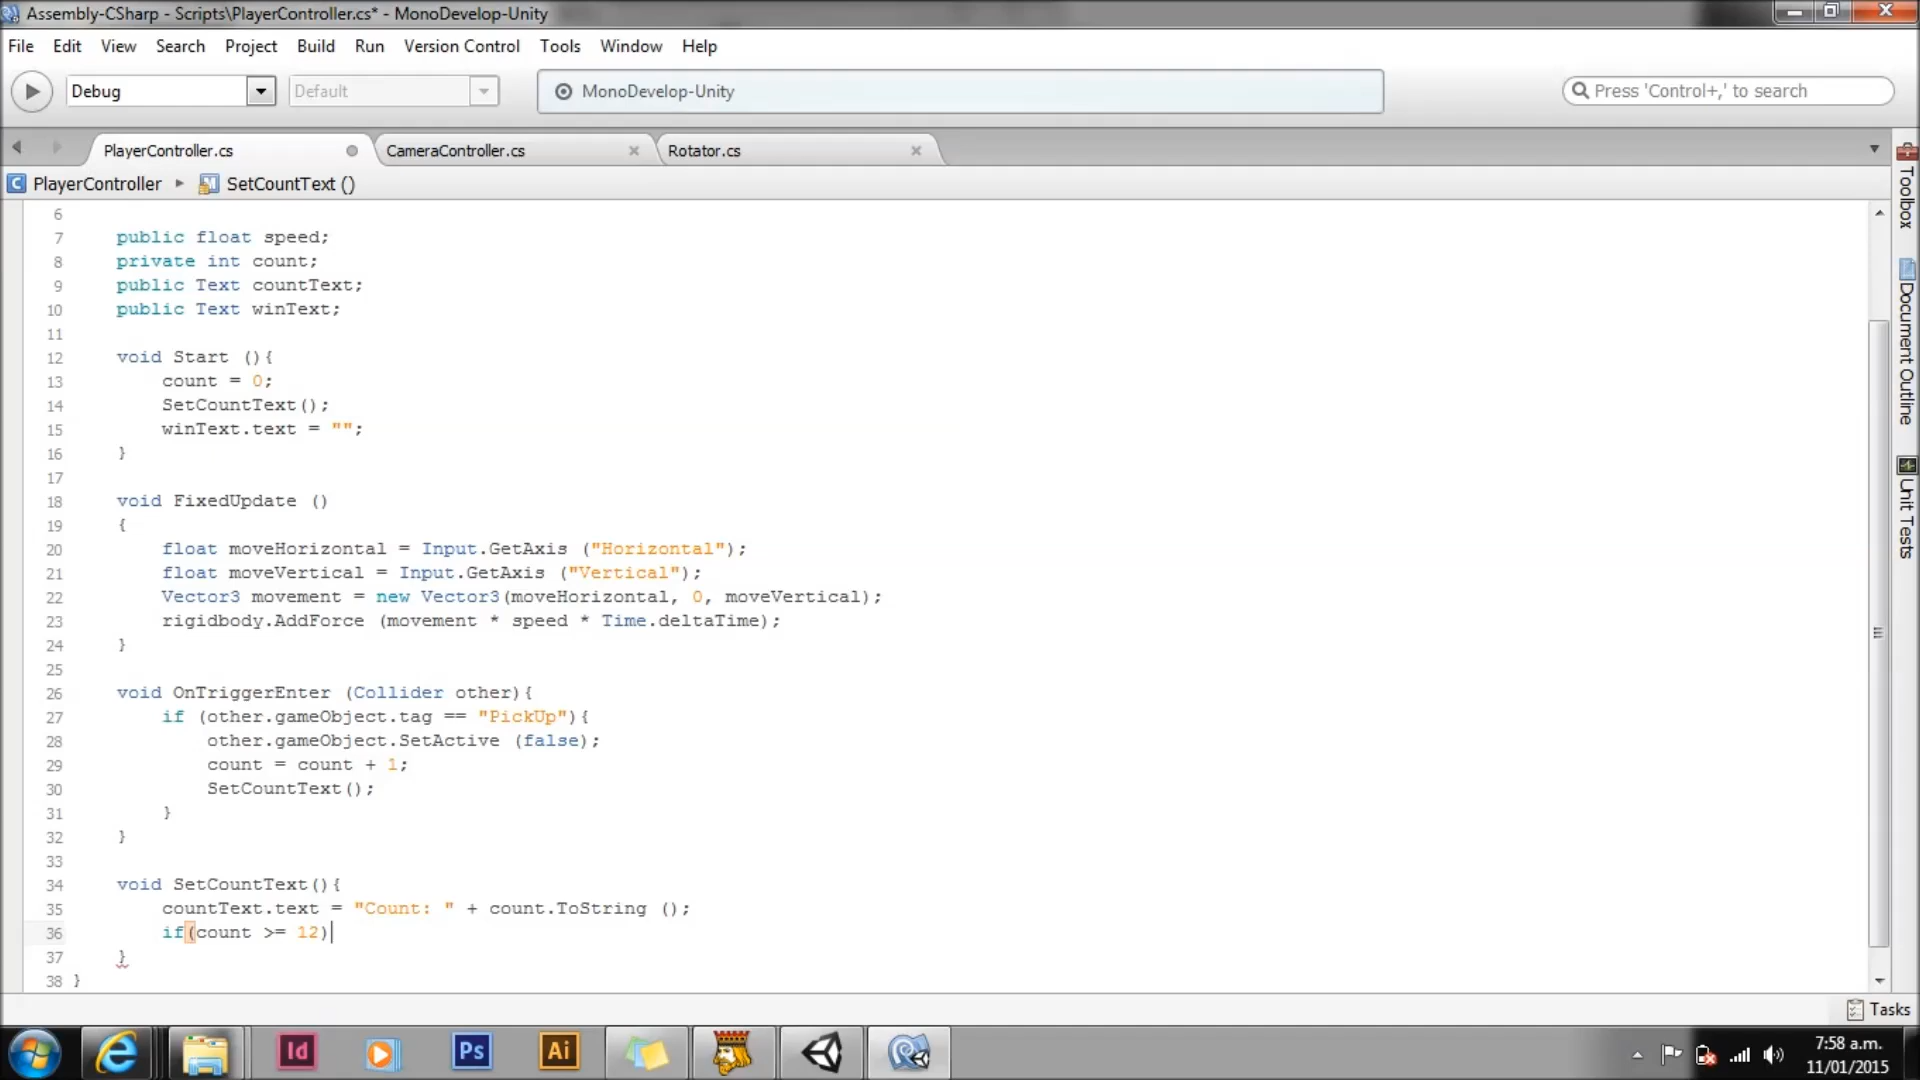 Assembly-CSharp - Scripts\PlayerController.cs* - MonoDevelop-Unity
File Edit View Search Project Build Run Version Control Tools Window Help
Debug Default MonoDevelop-Unity Press 'Control+,' to search
PlayerController.cs CameraController.cs Rotator.cs
PlayerController SetCountText ()
6
7 public float speed;
8 private int count;
9 public Text countText;
10 public Text winText;
11
12 void Start (){
13 count = 0;
14 SetCountText();
15 winText.text = "";
16 }
17
18 void FixedUpdate ()
19 {
20 float moveHorizontal = Input.GetAxis ("Horizontal");
21 float moveVertical = Input.GetAxis ("Vertical");
22 Vector3 movement = new Vector3(moveHorizontal, 0, moveVertical);
23 rigidbody.AddForce (movement * speed * Time.deltaTime);
24 }
25
26 void OnTriggerEnter (Collider other){
27 if (other.gameObject.tag == "PickUp"){
28 other.gameObject.SetActive (false);
29 count = count + 1;
30 SetCountText();
31 }
32 }
33
34 void SetCountText(){
35 countText.text = "Count: " + count.ToString ();
36 if(count >= 12)
37 }
38 }
Toolbox
Document Outline
Unit Tests
Tasks
Id Ps Ai
7:58 a.m.
11/01/2015